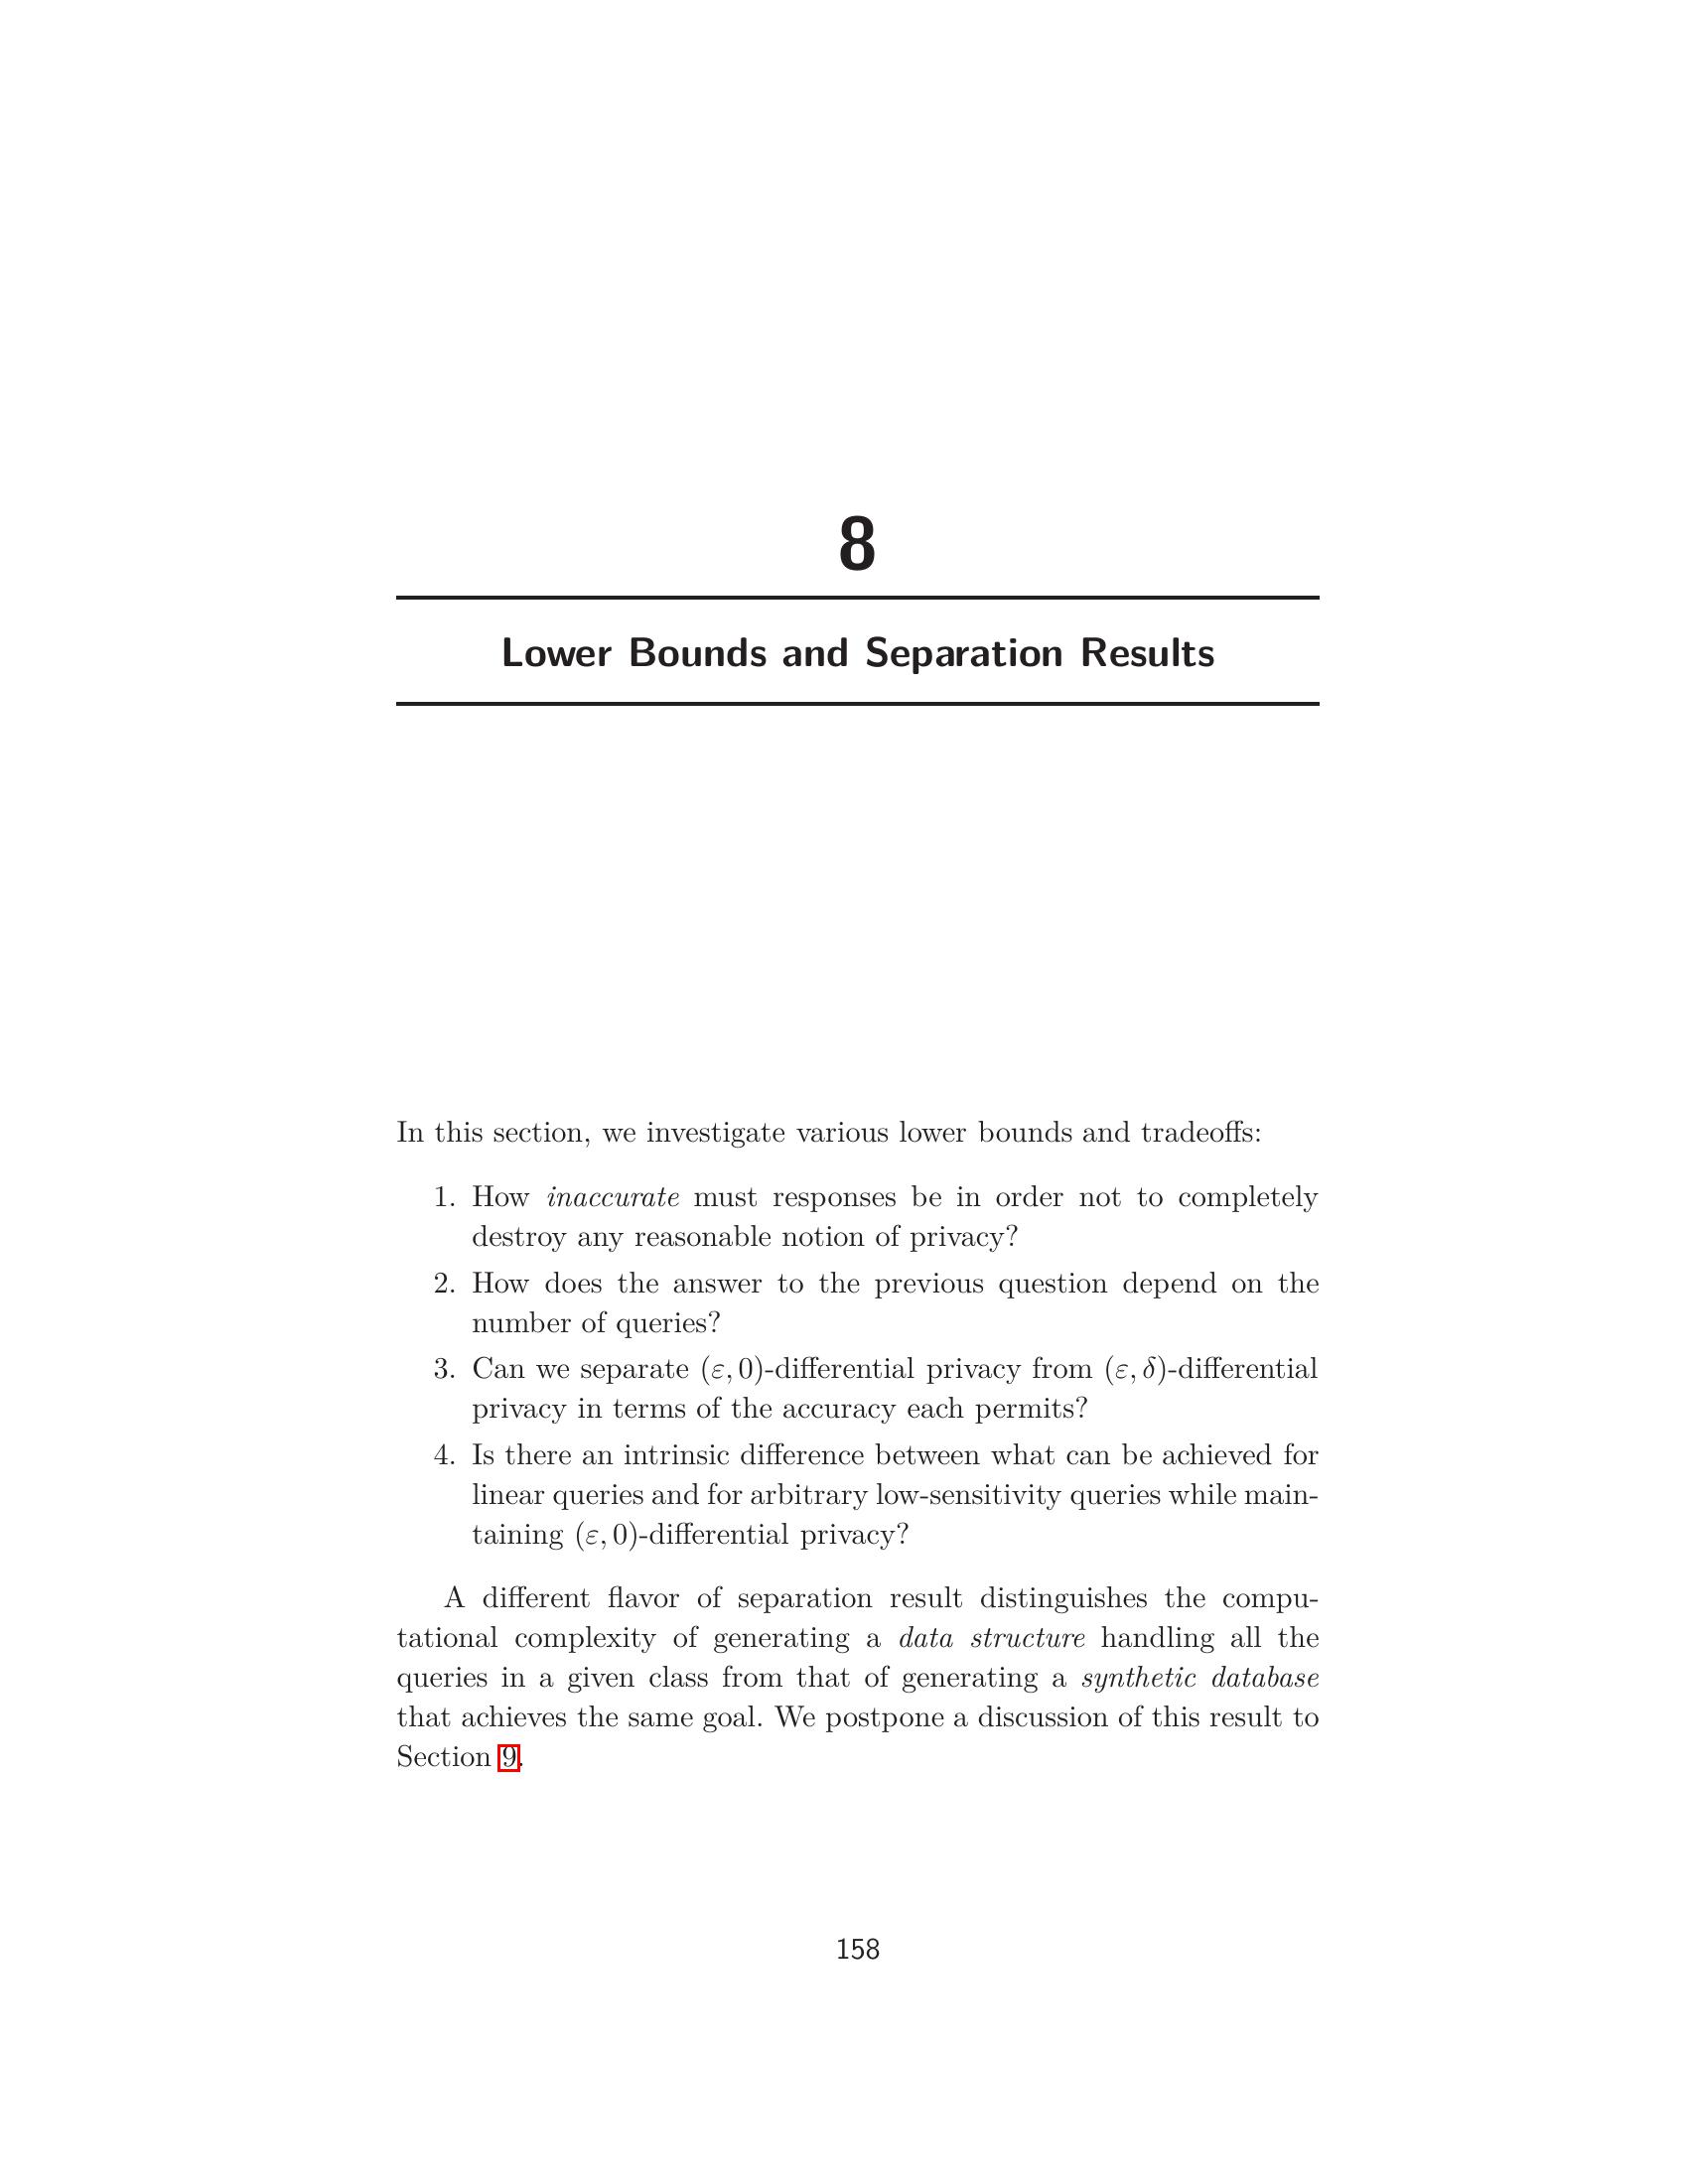 8
Lower Bounds and Separation Results
In this section, we investigate various lower bounds and tradeoffs:
1. How inaccurate must responses be in order not to completely
destroy any reasonable notion of privacy?
2. How does the answer to the previous question depend on the
number of queries?
3. Can we separate (ε, 0)-differential privacy from (ε, δ)-differential
privacy in terms of the accuracy each permits?
4. Is there an intrinsic difference between what can be achieved for
linear queries and for arbitrary low-sensitivity queries while main-
taining (ε, 0)-differential privacy?
A different flavor of separation result distinguishes the compu-
tational complexity of generating a data structure handling all the
queries in a given class from that of generating a synthetic database
that achieves the same goal. We postpone a discussion of this result to
Section 9.
158